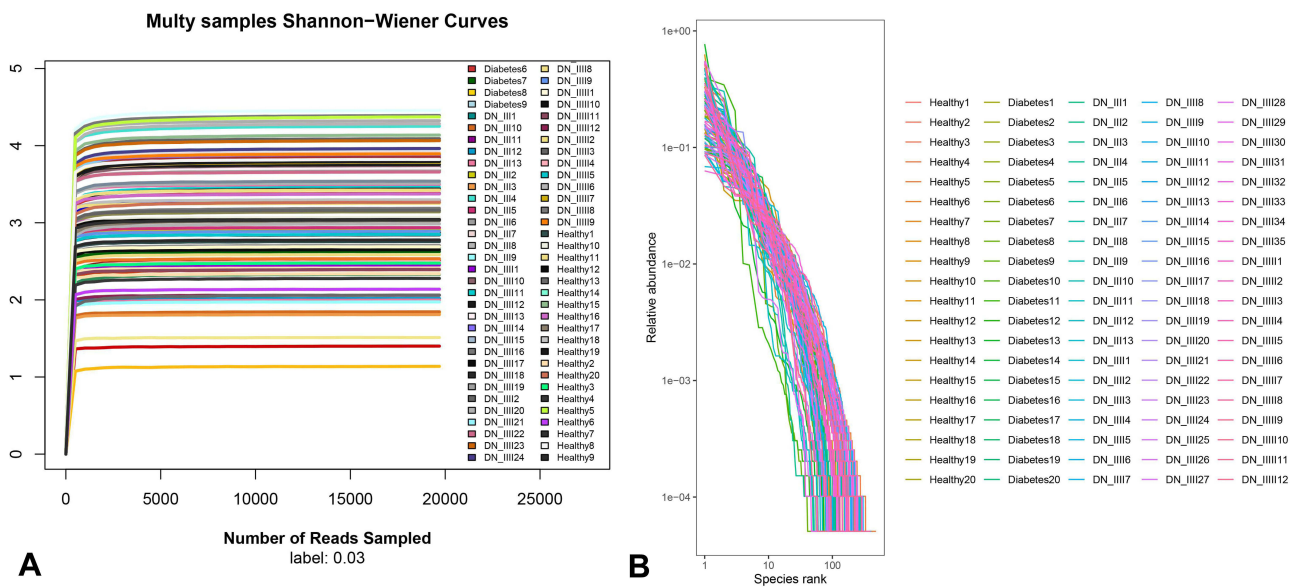 Multy samples Shannon−Wiener Curves
5
4
3
2
1
0
0 5000 10000 15000 20000 25000
Number of Reads Sampled
label: 0.03
Diabetes6 DN_IIII8
Diabetes7 DN_IIII9
Diabetes8 DN_IIIII1
Diabetes9 DN_IIIII10
DN_III1 DN_IIIII11
DN_III10 DN_IIIII12
DN_III11 DN_IIIII2
DN_III12 DN_IIIII3
DN_III13 DN_IIIII4
DN_III2 DN_IIIII5
DN_III3 DN_IIIII6
DN_III4 DN_IIIII7
DN_III5 DN_IIIII8
DN_III6 DN_IIIII9
DN_III7 Healthy1
DN_III8 Healthy10
DN_III9 Healthy11
DN_IIII1 Healthy12
DN_IIII10 Healthy13
DN_IIII11 Healthy14
DN_IIII12 Healthy15
DN_IIII13 Healthy16
DN_IIII14 Healthy17
DN_IIII15 Healthy18
DN_IIII16 Healthy19
DN_IIII17 Healthy2
DN_IIII18 Healthy20
DN_IIII19 Healthy3
DN_IIII2 Healthy4
DN_IIII20 Healthy5
DN_IIII21 Healthy6
DN_IIII22 Healthy7
DN_IIII23 Healthy8
DN_IIII24 Healthy9
A
1e+00
1e−01
1e−02
1e−03
1e−04
Relative abundance
1 10 100
Species rank
Healthy1 Diabetes1 DN_III1 DN_IIII8 DN_IIII28
Healthy2 Diabetes2 DN_III2 DN_IIII9 DN_IIII29
Healthy3 Diabetes3 DN_III3 DN_IIII10 DN_IIII30
Healthy4 Diabetes4 DN_III4 DN_IIII11 DN_IIII31
Healthy5 Diabetes5 DN_III5 DN_IIII12 DN_IIII32
Healthy6 Diabetes6 DN_III6 DN_IIII13 DN_IIII33
Healthy7 Diabetes7 DN_III7 DN_IIII14 DN_IIII34
Healthy8 Diabetes8 DN_III8 DN_IIII15 DN_IIII35
Healthy9 Diabetes9 DN_III9 DN_IIII16 DN_IIIII1
Healthy10 Diabetes10 DN_III10 DN_IIII17 DN_IIIII2
Healthy11 Diabetes11 DN_III11 DN_IIII18 DN_IIIII3
Healthy12 Diabetes12 DN_III12 DN_IIII19 DN_IIIII4
Healthy13 Diabetes13 DN_III13 DN_IIII20 DN_IIIII5
Healthy14 Diabetes14 DN_IIII1 DN_IIII21 DN_IIIII6
Healthy15 Diabetes15 DN_IIII2 DN_IIII22 DN_IIIII7
Healthy16 Diabetes16 DN_IIII3 DN_IIII23 DN_IIIII8
Healthy17 Diabetes17 DN_IIII4 DN_IIII24 DN_IIIII9
Healthy18 Diabetes18 DN_IIII5 DN_IIII25 DN_IIIII10
Healthy19 Diabetes19 DN_IIII6 DN_IIII26 DN_IIIII11
Healthy20 Diabetes20 DN_IIII7 DN_IIII27 DN_IIIII12
B